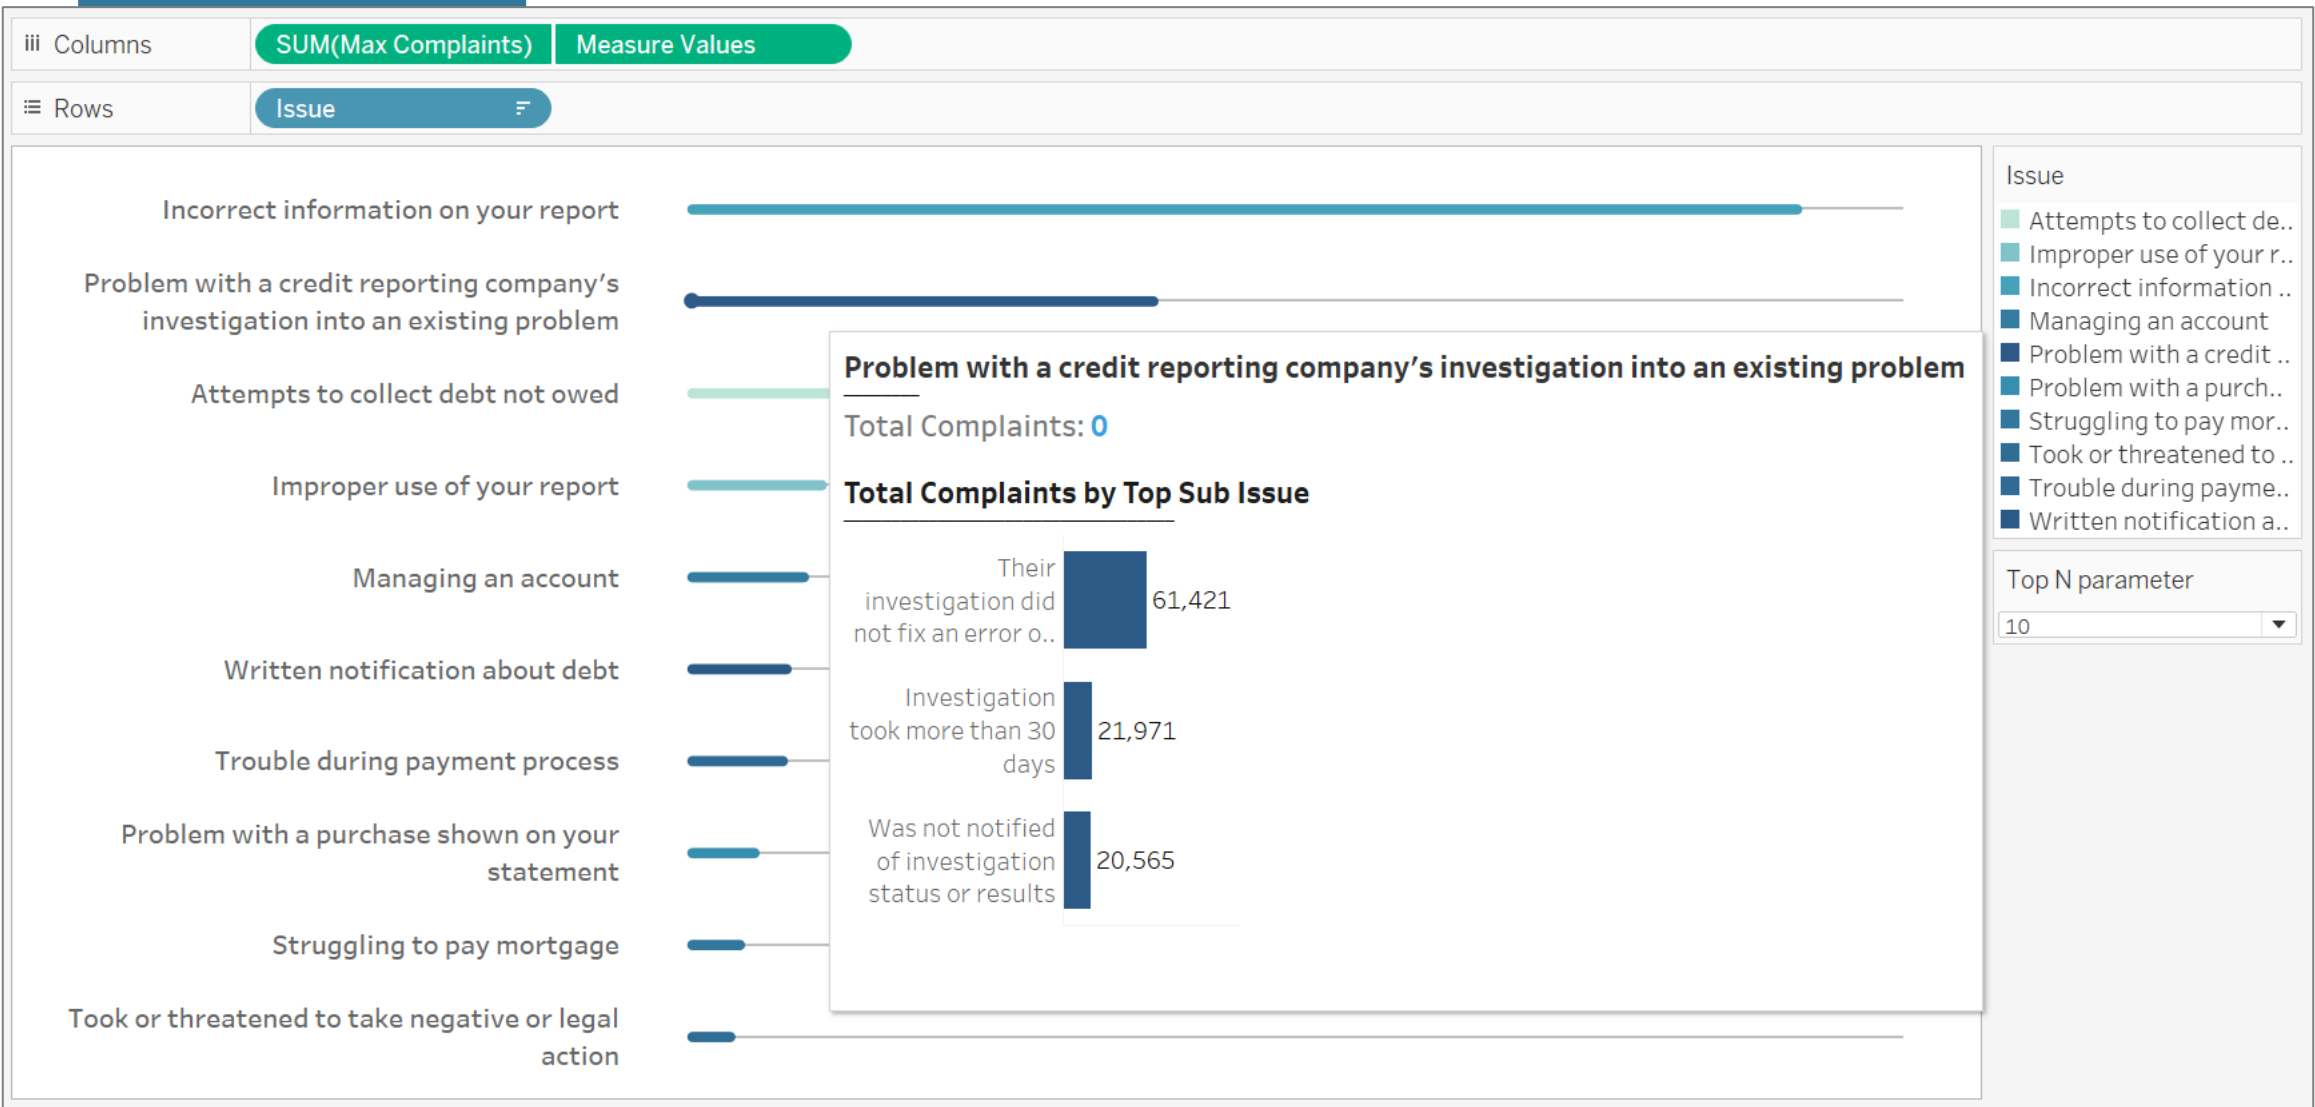 Columns
SUM(Max Complaints)
Measure Values
Rows
Issue
Incorrect information on your report
Problem with a credit reporting company’s
investigation into an existing problem
Attempts to collect debt not owed
Improper use of your report
Managing an account
Written notification about debt
Trouble during payment process
Problem with a purchase shown on your
statement
Struggling to pay mortgage
Took or threatened to take negative or legal
action
Problem with a credit reporting company’s investigation into an existing problem
Total Complaints: 0
Total Complaints by Top Sub Issue
Their
investigation did
not fix an error o..
61,421
Investigation
took more than 30
days
21,971
Was not notified
of investigation
status or results
20,565
Issue
Attempts to collect de..
Improper use of your r..
Incorrect information ..
Managing an account
Problem with a credit ..
Problem with a purch..
Struggling to pay mor..
Took or threatened to ..
Trouble during payme..
Written notification a..
Top N parameter
10